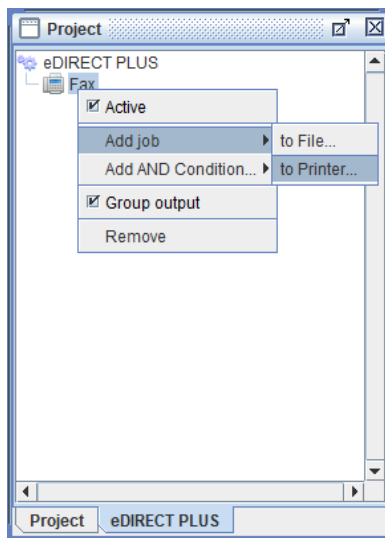 Project
eDIRECT PLUS
Fax
Active
Add job
to File...
Add AND Condition...
to Printer...
Group output
Remove
Project
eDIRECT PLUS